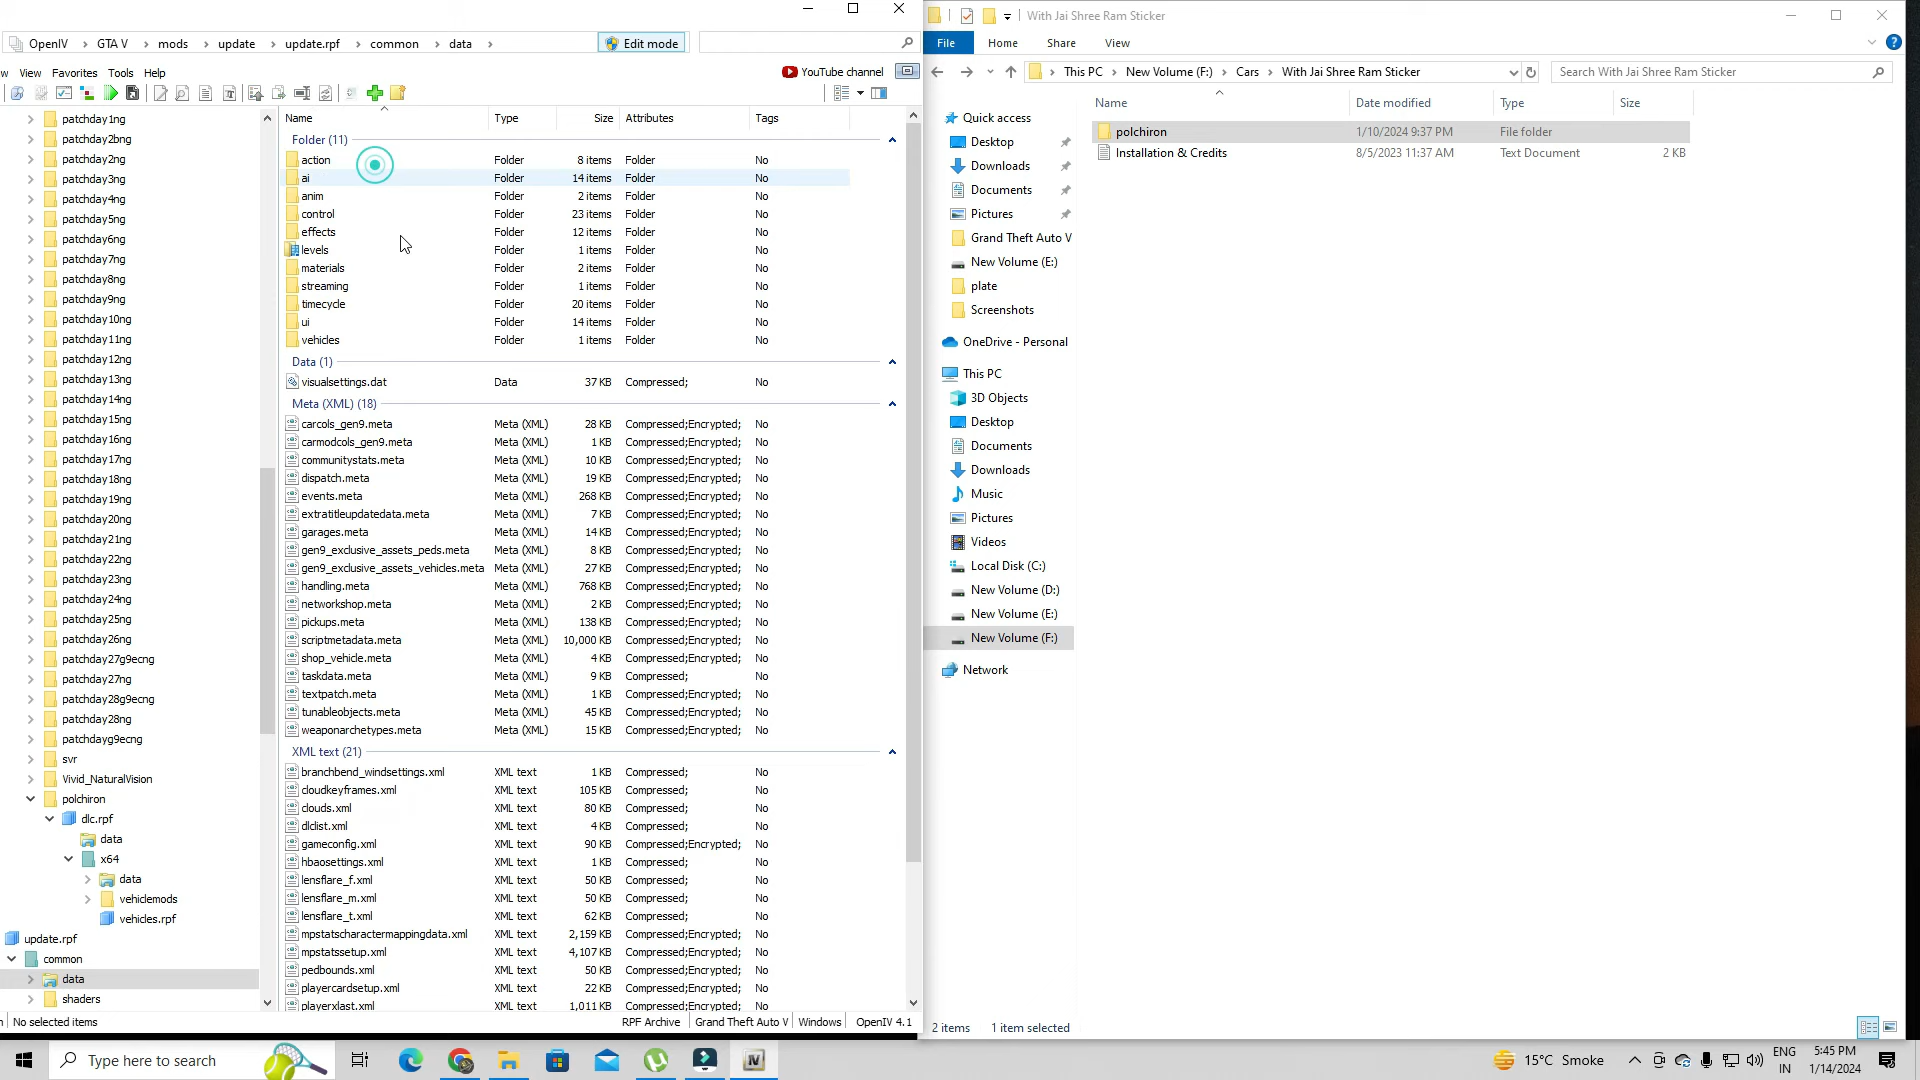 OpenIV › GTA V › mods › update › update.rpf › common › data ›
Edit mode
w View Favorites Tools Help
YouTube channel
patchday1ng
patchday2bng
patchday2ng
patchday3ng
patchday4ng
patchday5ng
patchday6ng
patchday7ng
patchday8ng
patchday9ng
patchday10ng
patchday11ng
patchday12ng
patchday13ng
patchday14ng
patchday15ng
patchday16ng
patchday17ng
patchday18ng
patchday19ng
patchday20ng
patchday21ng
patchday22ng
patchday23ng
patchday24ng
patchday25ng
patchday26ng
patchday27g9ecng
patchday27ng
patchday28g9ecng
patchday28ng
patchdayg9ecng
svr
Vivid_NaturalVision
polchiron
dlc.rpf
data
x64
data
vehiclemods
vehicles.rpf
update.rpf
common
data
shaders
Name Type Size Attributes Tags
Folder (11)
action Folder 8 items Folder No
ai Folder 14 items Folder No
anim Folder 2 items Folder No
control Folder 23 items Folder No
effects Folder 12 items Folder No
levels Folder 1 items Folder No
materials Folder 2 items Folder No
streaming Folder 1 items Folder No
timecycle Folder 20 items Folder No
ui Folder 14 items Folder No
vehicles Folder 1 items Folder No
Data (1)
visualsettings.dat Data 37 KB Compressed; No
Meta (XML) (18)
carcols_gen9.meta Meta (XML) 28 KB Compressed;Encrypted; No
carmodcols_gen9.meta Meta (XML) 1 KB Compressed;Encrypted; No
communitystats.meta Meta (XML) 10 KB Compressed;Encrypted; No
dispatch.meta Meta (XML) 19 KB Compressed;Encrypted; No
events.meta Meta (XML) 268 KB Compressed;Encrypted; No
extratitleupdatedata.meta Meta (XML) 7 KB Compressed;Encrypted; No
garages.meta Meta (XML) 14 KB Compressed;Encrypted; No
gen9_exclusive_assets_peds.meta Meta (XML) 8 KB Compressed;Encrypted; No
gen9_exclusive_assets_vehicles.meta Meta (XML) 27 KB Compressed;Encrypted; No
handling.meta Meta (XML) 768 KB Compressed;Encrypted; No
networkshop.meta Meta (XML) 2 KB Compressed;Encrypted; No
pickups.meta Meta (XML) 138 KB Compressed;Encrypted; No
scriptmetadata.meta Meta (XML) 10,000 KB Compressed;Encrypted; No
shop_vehicle.meta Meta (XML) 4 KB Compressed;Encrypted; No
taskdata.meta Meta (XML) 9 KB Compressed; No
textpatch.meta Meta (XML) 1 KB Compressed;Encrypted; No
tunableobjects.meta Meta (XML) 45 KB Compressed;Encrypted; No
weaponarchetypes.meta Meta (XML) 15 KB Compressed;Encrypted; No
XML text (21)
branchbend_windsettings.xml XML text 1 KB Compressed; No
cloudkeyframes.xml XML text 105 KB Compressed; No
clouds.xml XML text 80 KB Compressed; No
dlclist.xml XML text 4 KB Compressed; No
gameconfig.xml XML text 90 KB Compressed;Encrypted; No
hbaosettings.xml XML text 1 KB Compressed; No
lensflare_f.xml XML text 50 KB Compressed; No
lensflare_m.xml XML text 50 KB Compressed; No
lensflare_t.xml XML text 62 KB Compressed; No
mpstatscharactermappingdata.xml XML text 2,159 KB Compressed;Encrypted; No
mpstatssetup.xml XML text 4,107 KB Compressed;Encrypted; No
pedbounds.xml XML text 50 KB Compressed; No
playercardsetup.xml XML text 22 KB Compressed; No
playerxlast.xml XML text 1,011 KB Compressed;Encrypted; No
No selected items RPF Archive Grand Theft Auto V Windows OpenIV 4.1
With Jai Shree Ram Sticker
File Home Share View
This PC › New Volume (F:) › Cars › With Jai Shree Ram Sticker
Search With Jai Shree Ram Sticker
Quick access
Desktop
Downloads
Documents
Pictures
Grand Theft Auto V
New Volume (E:)
plate
Screenshots
OneDrive - Personal
This PC
3D Objects
Desktop
Documents
Downloads
Music
Pictures
Videos
Local Disk (C:)
New Volume (D:)
New Volume (E:)
New Volume (F:)
Network
Name Date modified Type Size
polchiron 1/10/2024 9:37 PM File folder
Installation & Credits 8/5/2023 11:37 AM Text Document 2 KB
2 items 1 item selected
Type here to search
15°C Smoke
ENG
IN
5:45 PM
1/14/2024